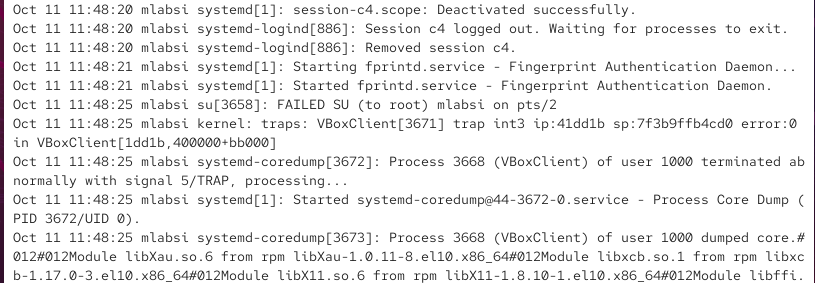 Oct 11 11:48:20 mlabsi systemd[1]: session-c4.scope: Deactivated successfully.
Oct 11 11:48:20 mlabsi systemd-logind[886]: Session c4 logged out. Waiting for processes to exit.
Oct 11 11:48:20 mlabsi systemd-logind[886]: Removed session c4.
Oct 11 11:48:21 mlabsi systemd[1]: Starting fprintd.service - Fingerprint Authentication Daemon...
Oct 11 11:48:21 mlabsi systemd[1]: Started fprintd.service - Fingerprint Authentication Daemon.
Oct 11 11:48:25 mlabsi su[3658]: FAILED SU (to root) mlabsi on pts/2
Oct 11 11:48:25 mlabsi kernel: traps: VBoxClient[3671] trap int3 ip:41dd1b sp:7f3b9ffb4cd0 error:0
in VBoxClient[1dd1b,400000+bb000]
Oct 11 11:48:25 mlabsi systemd-coredump[3672]: Process 3668 (VBoxClient) of user 1000 terminated ab
normally with signal 5/TRAP, processing...
Oct 11 11:48:25 mlabsi systemd[1]: Started systemd-coredump@44-3672-0.service - Process Core Dump (
PID 3672/UID 0).
Oct 11 11:48:25 mlabsi systemd-coredump[3673]: Process 3668 (VBoxClient) of user 1000 dumped core.#
012#012Module libXau.so.6 from rpm libXau-1.0.11-8.el10.x86_64#012Module libxcb.so.1 from rpm libxc
b-1.17.0-3.el10.x86_64#012Module libX11.so.6 from rpm libX11-1.8.10-1.el10.x86_64#012Module libffi.